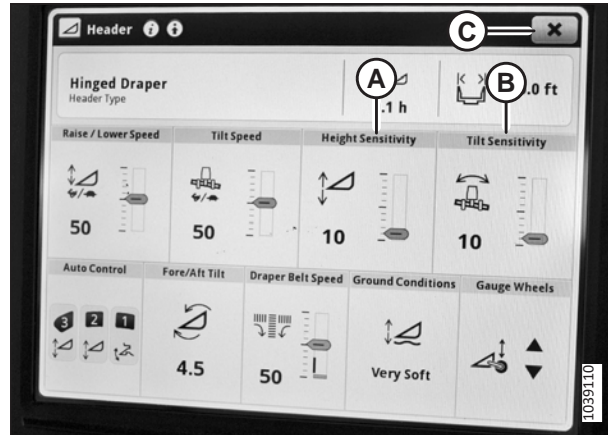 Header
C
Hinged Draper
Header Type
A
B
.1 h
.0 ft
Raise / Lower Speed
Tilt Speed
Height Sensitivity
Tilt Sensitivity
50
50
10
10
Auto Control
Fore/Aft Tilt
Draper Belt Speed
Ground Conditions
Gauge Wheels
3 2 1
4.5
50
Very Soft
1039110